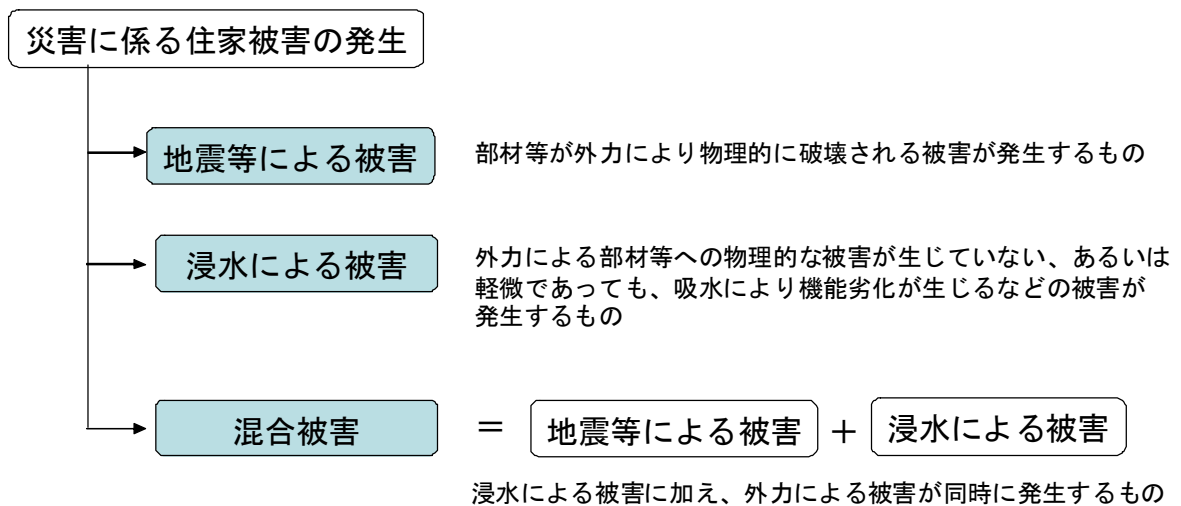 災害に係る住家被害の発生
地震等による被害
部材等が外力により物理的に破壊される被害が発生するもの
浸水による被害
外力による部材等への物理的な被害が生じていない、あるいは
軽微であっても、吸水により機能劣化が生じるなどの被害が
発生するもの
混合被害 = 地震等による被害 + 浸水による被害
浸水による被害に加え、外力による被害が同時に発生するもの